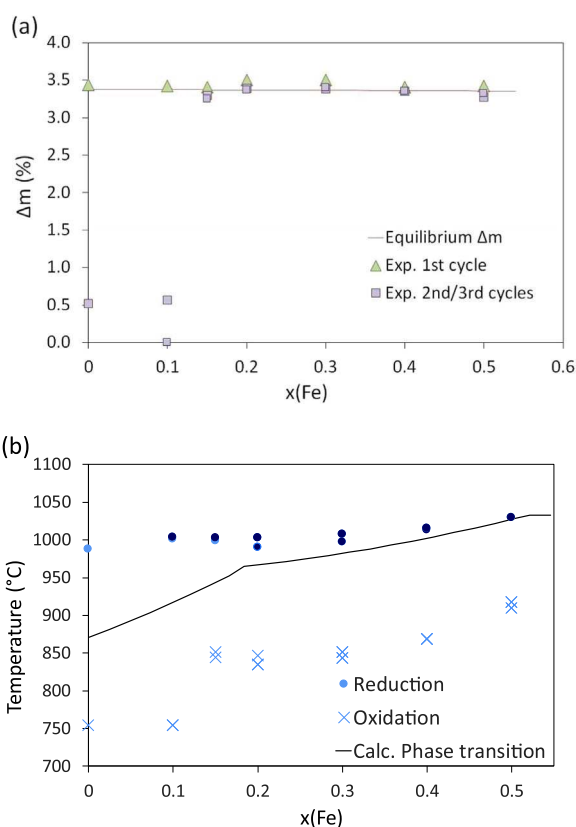 (a)
4.0
3.5
3.0
2.5
2.0
1.5
1.0
0.5
0.0
Δm (%)
Equilibrium Δm
Exp. 1st cycle
Exp. 2nd/3rd cycles
0 0.1 0.2 0.3 0.4 0.5 0.6
x(Fe)
(b)
1100
1050
1000
950
900
850
800
750
700
Temperature (°C)
Reduction
Oxidation
Calc. Phase transition
0 0.1 0.2 0.3 0.4 0.5
x(Fe)